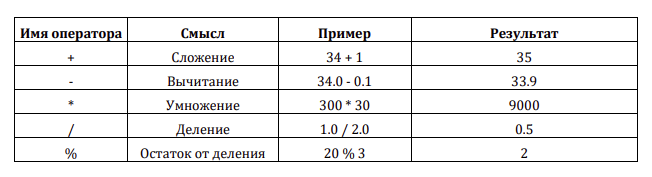 Имя оператора Смысл Пример Результат
+ Сложение 34 + 1 35
- Вычитание 34.0 - 0.1 33.9
* Умножение 300 * 30 9000
/ Деление 1.0 / 2.0 0.5
% Остаток от деления 20 % 3 2